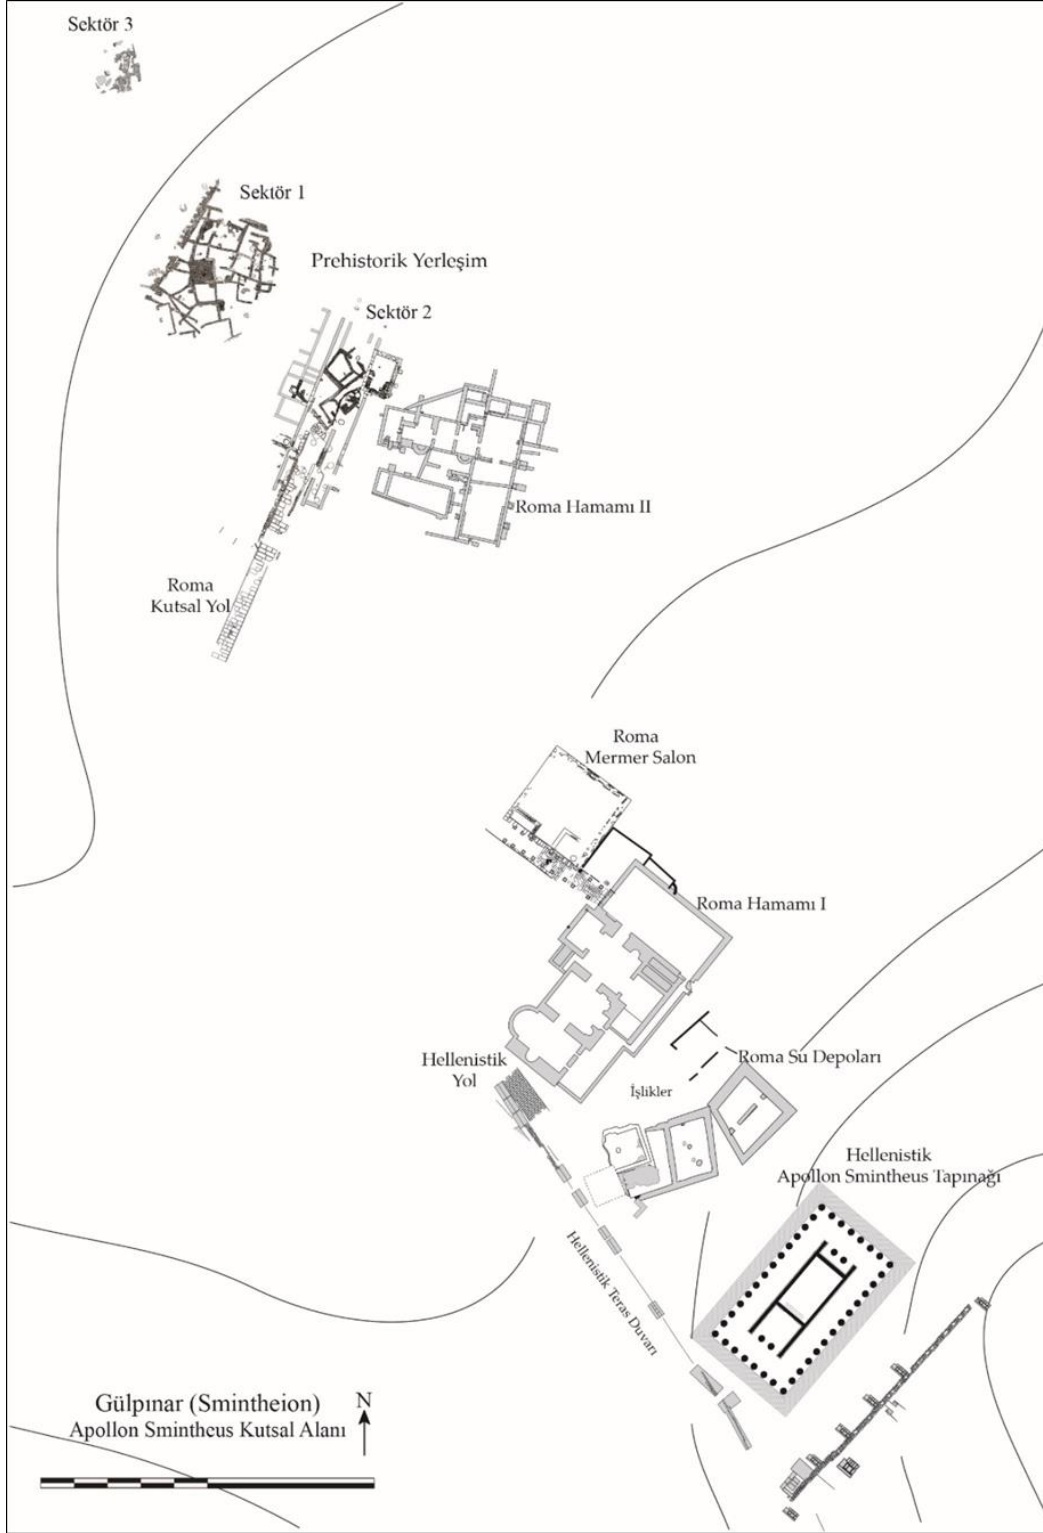 Sektör 3
Sektör 1
Prehistorik Yerleşim
Sektör 2
Roma Hamamı II
Roma
Kutsal Yol
Roma
Mermer Salon
Roma Hamamı I
Hellenistik
Yol
Roma Su Depoları
İşlikler
Hellenistik
Apollon Smintheus Tapınağı
Hellenistik Teras Duvarı
Gülpınar (Smintheion)
N
Apollon Smintheus Kutsal Alanı